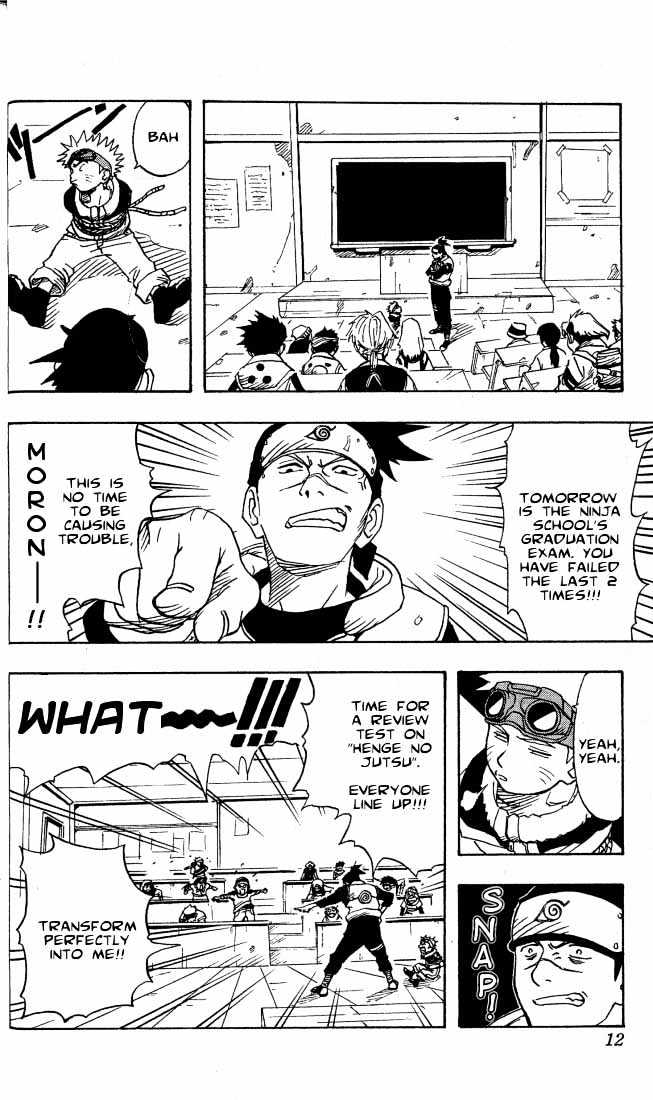 BAH
TOMORROW
IS THE NINJA
SCHOOL'S
GRADUATION
EXAM. YOU
HAVE FAILED
THE LAST 2
TIMES!!!
THIS IS
NO TIME
TO BE
CAUSING
TROUBLE,
MORON—!!
YEAH,
YEAH.
SNAP!
TIME FOR
A REVIEW
TEST ON
"HENGE NO
JUTSU".
EVERYONE
LINE UP!!!
WHAT~~!!!
TRANSFORM
PERFECTLY
INTO ME!!
12